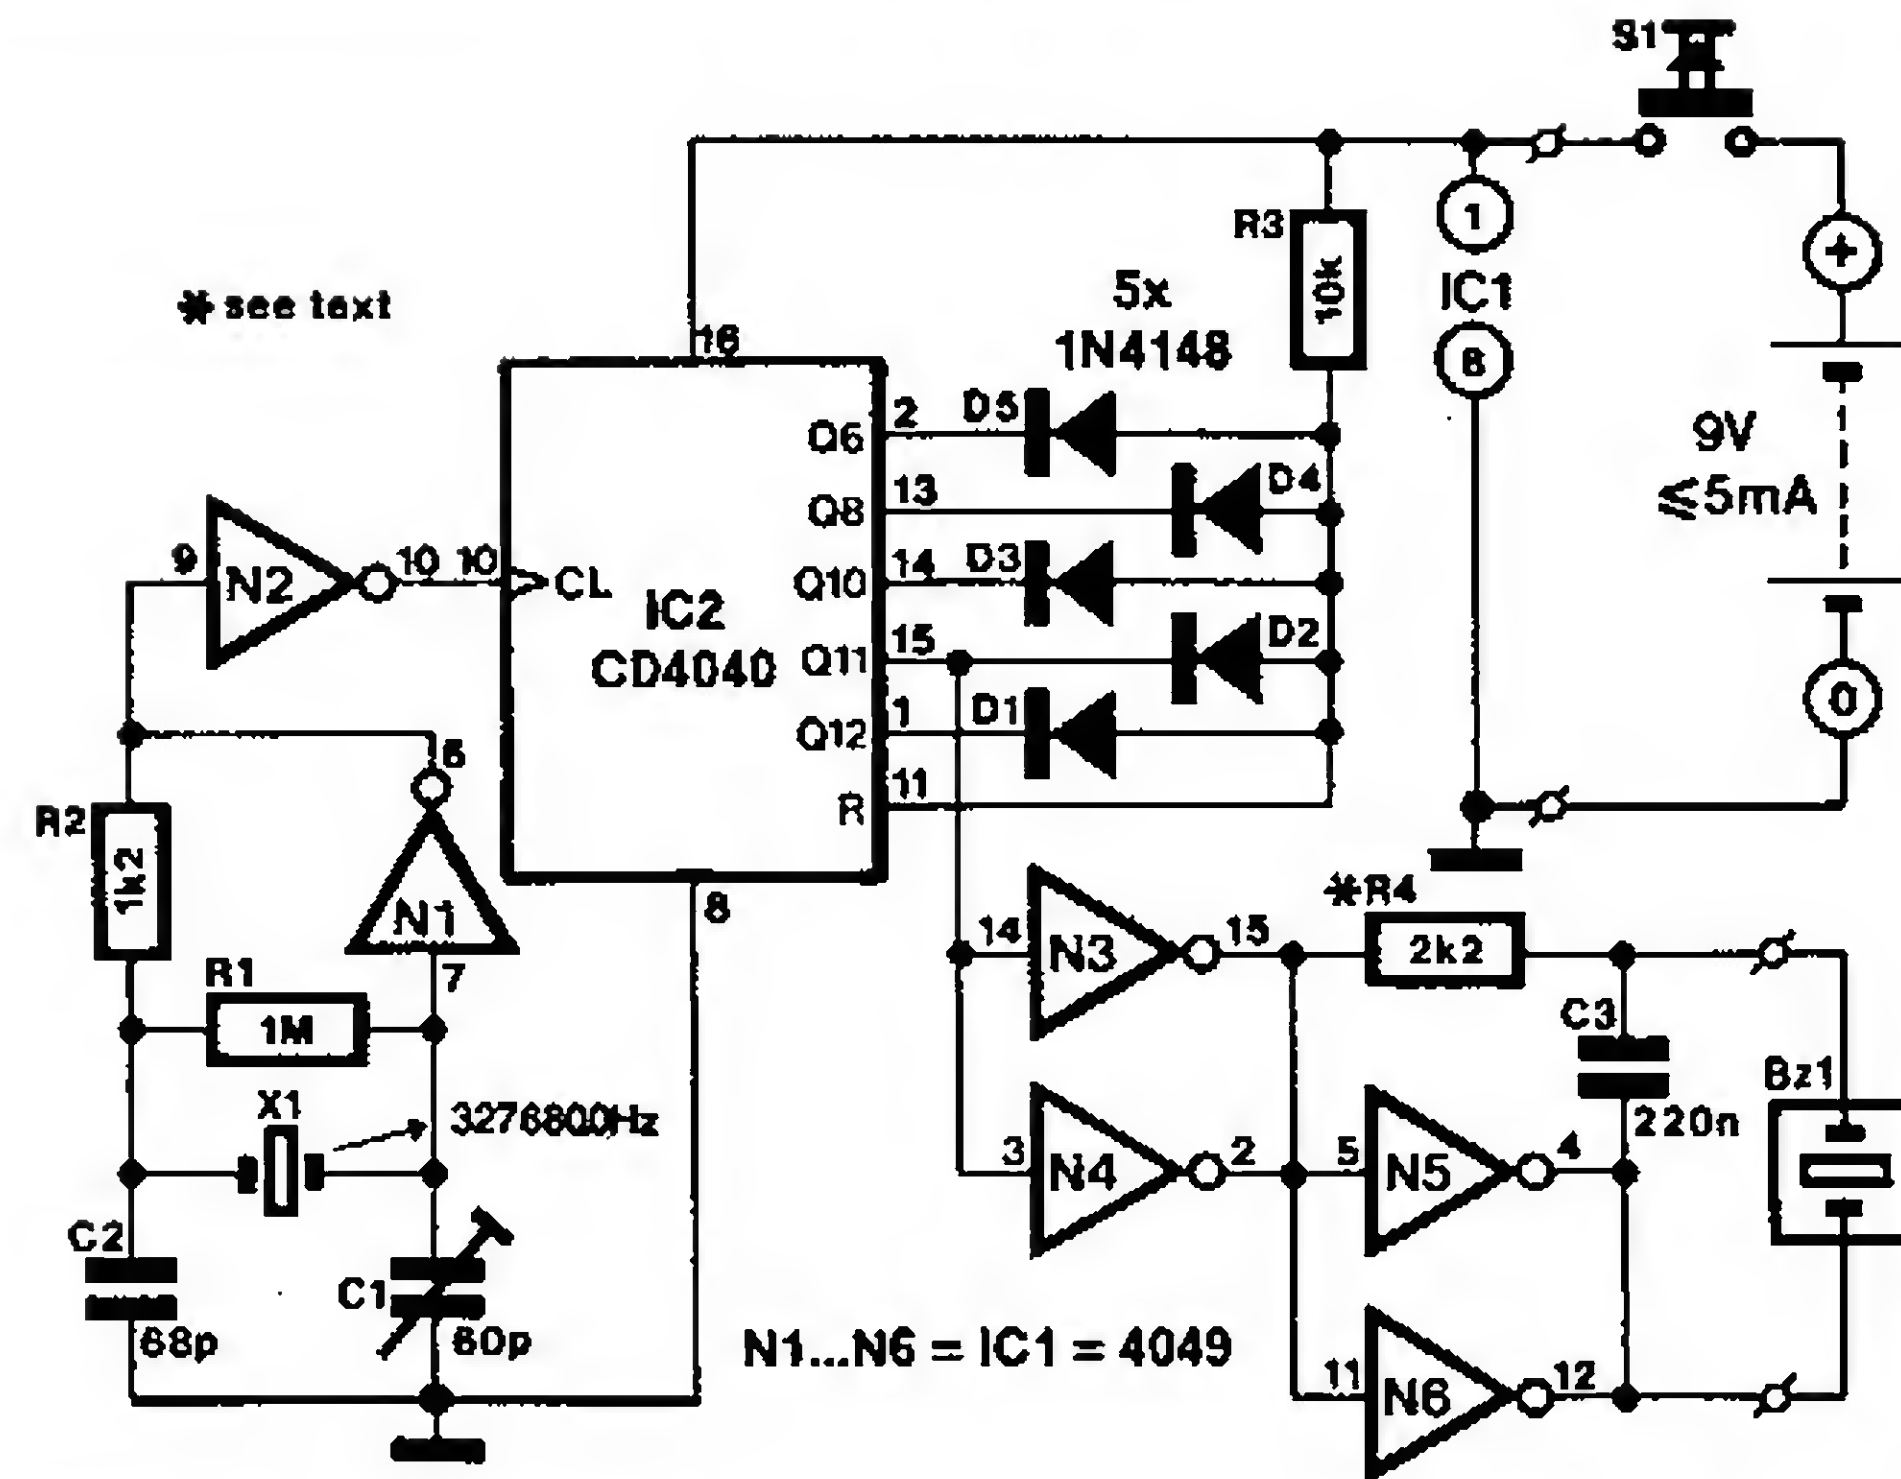 S1
R3
10k
1
IC1
8
+
✱ see text
5x
1N4148
16
9V
≤5mA
Q6
2
D5
Q8
13
D4
Q10
14
D3
Q11
15
D2
Q12
1
D1
R
11
0
9
N2
10
10
CL
IC2
CD4040
8
6
R2
1k2
N1
7
R1
1M
X1
3276800Hz
C2
68p
C1
60p
14
N3
15
✱R4
2k2
C3
220n
Bz1
3
N4
2
5
N5
4
11
N6
12
N1...N6 = IC1 = 4049